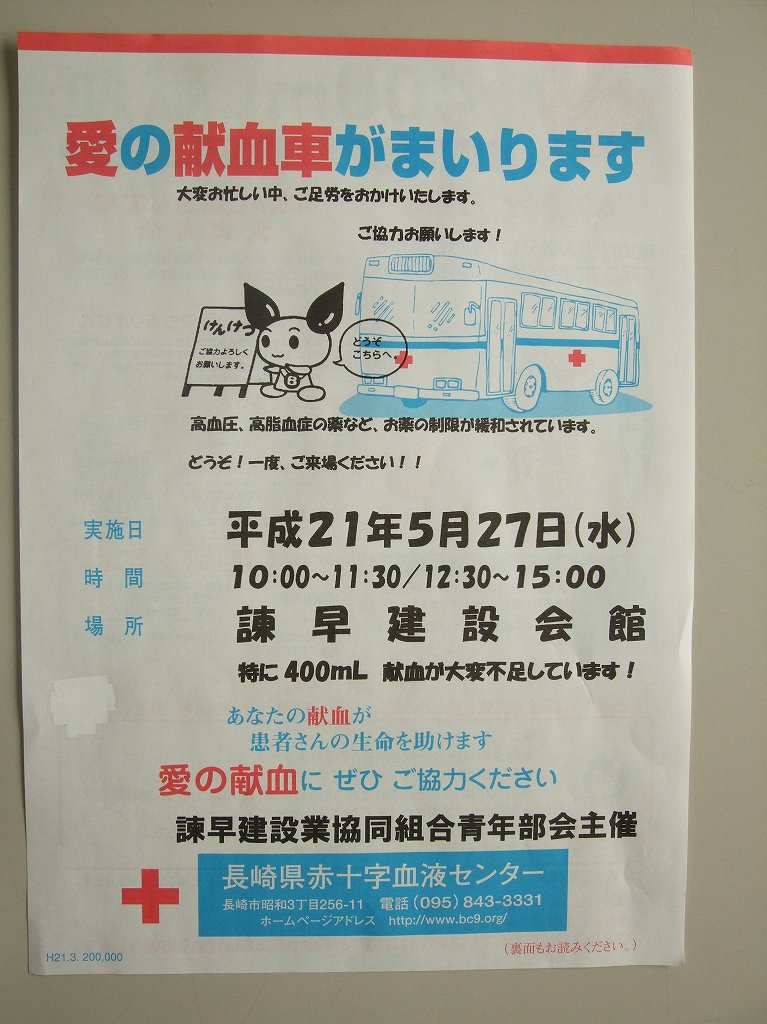 愛の献血車がまいります
大変お忙しい中、ご足労をおかけいたします。
ご協力お願いします！
けんけつ
ご協力よろしく
お願いします。
どうぞ
こちらへ。
高血圧、高脂血症の薬など、お薬の制限が緩和されています。
どうぞ！一度、ご来場ください！！
実施日 平成21年5月27日(水)
時間 10:00～11:30/12:30～15:00
場所 諫早建設会館
特に400mL 献血が大変不足しています！
あなたの献血が
患者さんの生命を助けます
愛の献血に ぜひ ご協力ください
諫早建設業協同組合青年部会主催
長崎県赤十字血液センター
長崎市昭和3丁目256-11 電話(095)843-3331
ホームページアドレス http://www.bc9.org/
(裏面もお読みください。)
H21.3. 200,000